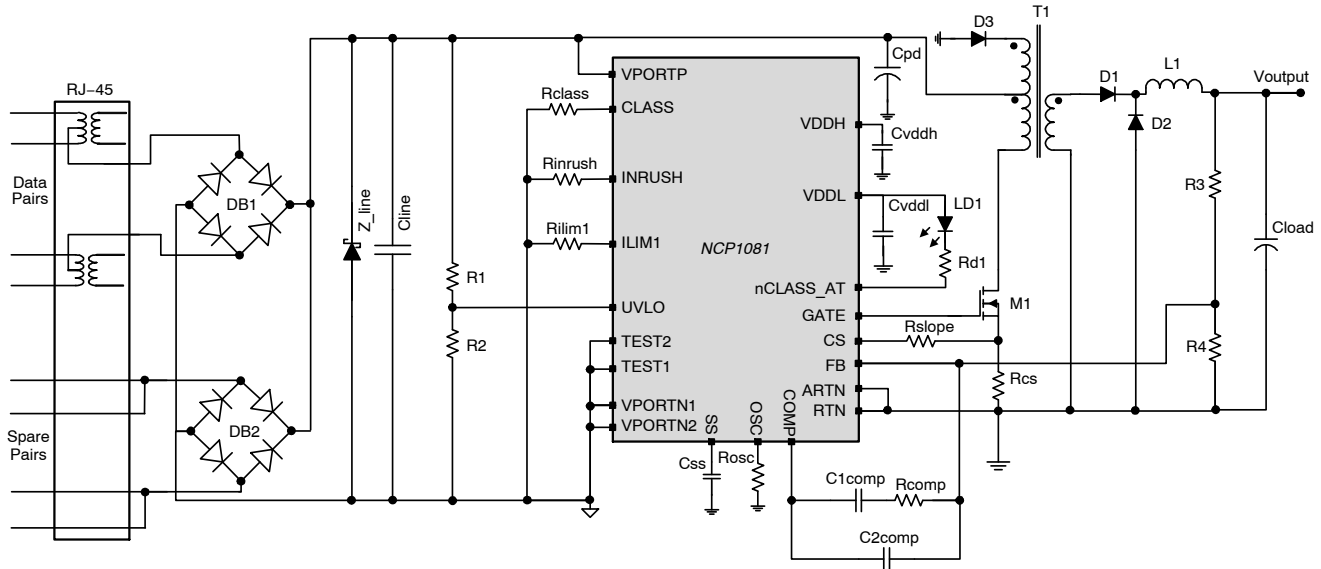 RJ−45
Data
Pairs
Spare
Pairs
DB1
DB2
Z_line
Cline
R1
R2
Rclass
Rinrush
Rilim1
VPORTP
CLASS
INRUSH
ILIM1
UVLO
TEST2
TEST1
VPORTN1
VPORTN2
NCP1081
VDDH
VDDL
nCLASS_AT
GATE
CS
FB
ARTN
RTN
SS
OSC
COMP
Css
Rosc
C1comp
Rcomp
C2comp
Cpd
Cvddh
Cvddl
LD1
Rd1
Rslope
M1
Rcs
D3
T1
D1
D2
L1
Voutput
R3
R4
Cload